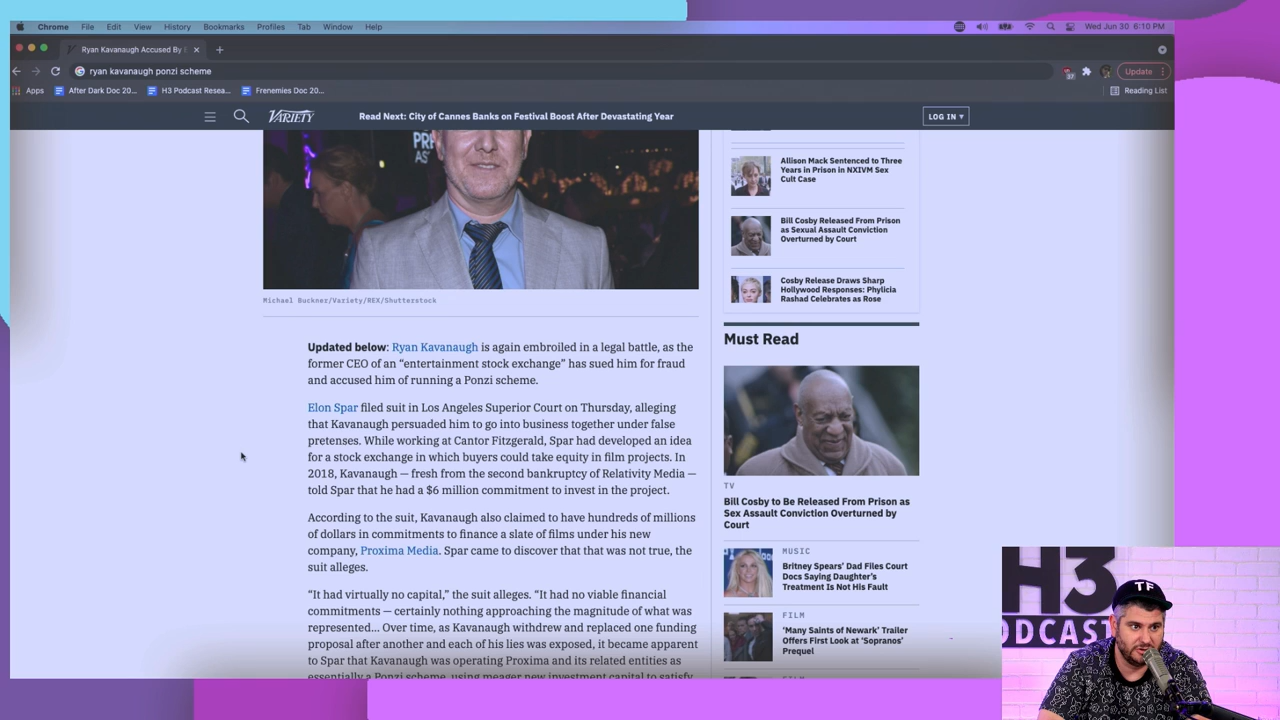 Chrome File Edit View History Bookmarks Profiles Tab Window Help
Wed Jun 30 6:10 PM
Ryan Kavanaugh Accused By
ryan kavanaugh ponzi scheme
37
Update
Apps After Dark Doc 20... H3 Podcast Resea... Frenemies Doc 20...
Reading List
VARIETY
Read Next: City of Cannes Banks on Festival Boost After Devastating Year
LOG IN
PRE
AS
Michael Buckner/Variety/REX/Shutterstock
Updated below: Ryan Kavanaugh is again embroiled in a legal battle, as the
former CEO of an “entertainment stock exchange” has sued him for fraud
and accused him of running a Ponzi scheme.
Elon Spar filed suit in Los Angeles Superior Court on Thursday, alleging
that Kavanaugh persuaded him to go into business together under false
pretenses. While working at Cantor Fitzgerald, Spar had developed an idea
for a stock exchange in which buyers could take equity in film projects. In
2018, Kavanaugh — fresh from the second bankruptcy of Relativity Media —
told Spar that he had a $6 million commitment to invest in the project.
According to the suit, Kavanaugh also claimed to have hundreds of millions
of dollars in commitments to finance a slate of films under his new
company, Proxima Media. Spar came to discover that that was not true, the
suit alleges.
“It had virtually no capital,” the suit alleges. “It had no viable financial
commitments — certainly nothing approaching the magnitude of what was
represented… Over time, as Kavanaugh withdrew and replaced one funding
proposal after another and each of his lies was exposed, it became apparent
to Spar that Kavanaugh was operating Proxima and its related entities as
essentially a Ponzi scheme, using meager new investment capital to satisfy
Allison Mack Sentenced to Three
Years in Prison in NXIVM Sex
Cult Case
Bill Cosby Released From Prison
as Sexual Assault Conviction
Overturned by Court
Cosby Release Draws Sharp
Hollywood Responses: Phylicia
Rashad Celebrates as Rose
Must Read
TV
Bill Cosby to Be Released From Prison as
Sex Assault Conviction Overturned by
Court
MUSIC
Britney Spears’ Dad Files Court
Docs Saying Daughter’s
Treatment Is Not His Fault
FILM
‘Many Saints of Newark’ Trailer
Offers First Look at ‘Sopranos’
Prequel
H3
ODCAST
TF